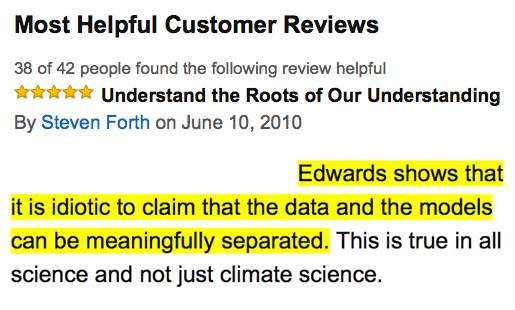 Most Helpful Customer Reviews
38 of 42 people found the following review helpful
Understand the Roots of Our Understanding
By Steven Forth on June 10, 2010
Edwards shows that
it is idiotic to claim that the data and the models
can be meaningfully separated. This is true in all
science and not just climate science.